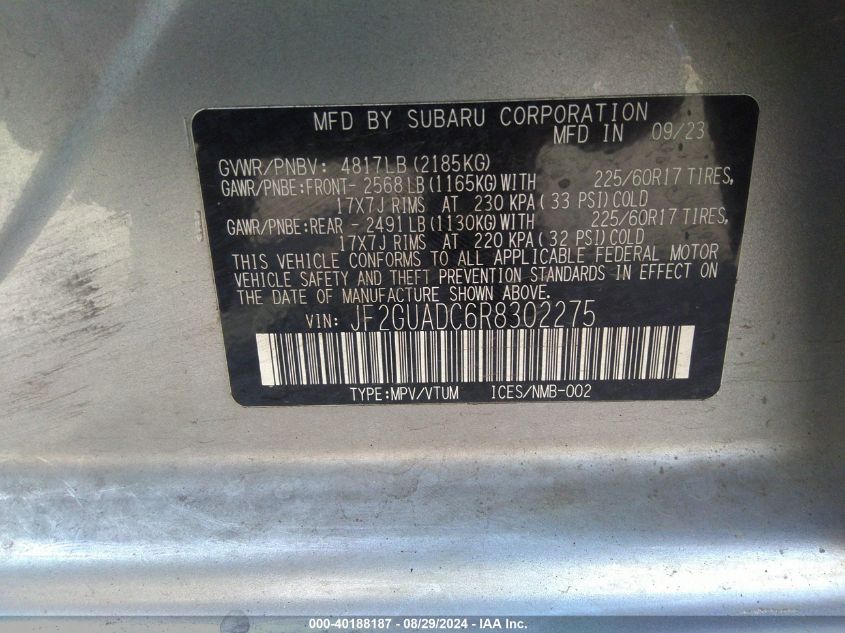 MFD BY SUBARU CORPORATION
MFD IN 09/23
GVWR/PNBV: 4817LB (2185KG)
GAWR/PNBE:FRONT- 2568LB (1165KG)WITH 225/60R17 TIRES,
17X7J RIMS AT 230 KPA (33 PSI)COLD
GAWR/PNBE:REAR - 2491LB (1130KG)WITH 225/60R17 TIRES,
17X7J RIMS AT 220 KPA (32 PSI)COLD
THIS VEHICLE CONFORMS TO ALL APPLICABLE FEDERAL MOTOR
VEHICLE SAFETY AND THEFT PREVENTION STANDARDS IN EFFECT ON
THE DATE OF MANUFACTURE SHOWN ABOVE.
VIN: JF2GUADC6R8302275
TYPE:MPV/VTUM ICES/NMB-002
000-40188187 - 08/29/2024 - IAA Inc.